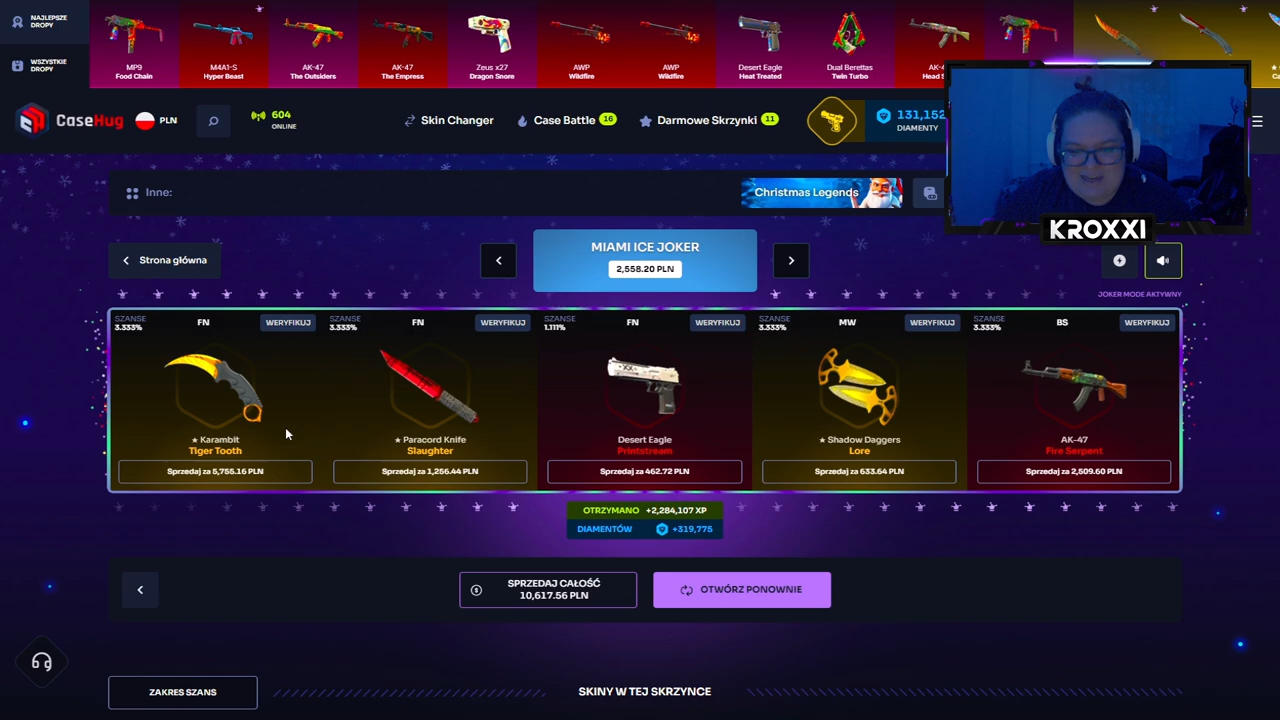 NAJLEPSZE
DROPY
WSZYSTKIE
DROPY
MP9
Food Chain
M4A1-S
Hyper Beast
AK-47
The Outsiders
AK-47
The Empress
Zeus x27
Dragon Snore
AWP
Wildfire
AWP
Wildfire
Desert Eagle
Heat Treated
Dual Berettas
Twin Turbo
CaseHug
PLN
604
ONLINE
Skin Changer
Case Battle
16
Darmowe Skrzynki
11
131,152
DIAMENTY
KROXXI
Inne:
Christmas Legends
Strona główna
MIAMI ICE JOKER
2,558.20 PLN
JOKER MODE AKTYWNY
SZANSE
3.333%
FN
WERYFIKUJ
★ Karambit
Tiger Tooth
Sprzedaj za 5,755.16 PLN
SZANSE
3.333%
FN
WERYFIKUJ
★ Paracord Knife
Slaughter
Sprzedaj za 1,256.44 PLN
SZANSE
1.111%
FN
WERYFIKUJ
Desert Eagle
Printstream
Sprzedaj za 462.72 PLN
SZANSE
3.333%
MW
WERYFIKUJ
★ Shadow Daggers
Lore
Sprzedaj za 633.64 PLN
SZANSE
3.333%
BS
WERYFIKUJ
AK-47
Fire Serpent
Sprzedaj za 2,509.60 PLN
OTRZYMANO +2,284,107 XP
DIAMENTÓW +319,775
SPRZEDAJ CAŁOŚĆ
10,617.56 PLN
OTWÓRZ PONOWNIE
ZAKRES SZANS
SKINY W TEJ SKRZYNCE